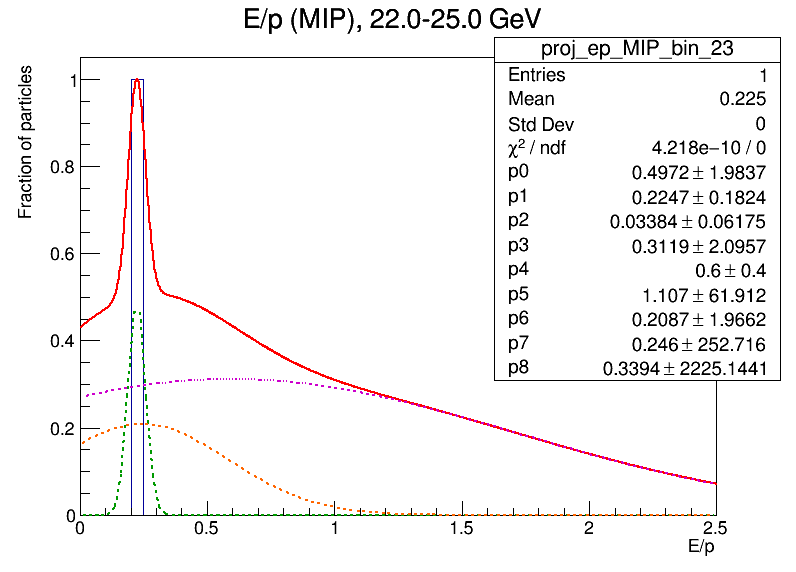 E/p (MIP), 22.0-25.0 GeV
proj_ep_MIP_bin_23
Entries 1
Mean 0.225
Std Dev 0
χ² / ndf 4.218e−10 / 0
p0 0.4972 ± 1.9837
p1 0.2247 ± 0.1824
p2 0.03384 ± 0.06175
p3 0.3119 ± 2.0957
p4 0.6 ± 0.4
p5 1.107 ± 61.912
p6 0.2087 ± 1.9662
p7 0.246 ± 252.716
p8 0.3394 ± 2225.1441
Fraction of particles
1
0.8
0.6
0.4
0.2
0
0 0.5 1 1.5 2 2.5
E/p